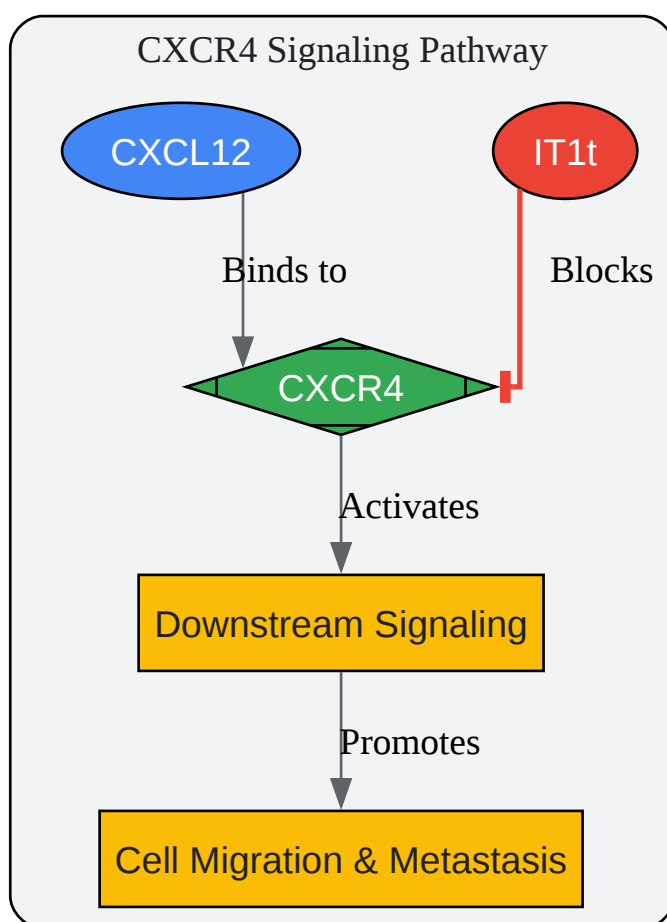 CXCR4 Signaling Pathway
CXCL12
IT1t
Binds to
Blocks
CXCR4
Activates
Downstream Signaling
Promotes
Cell Migration & Metastasis